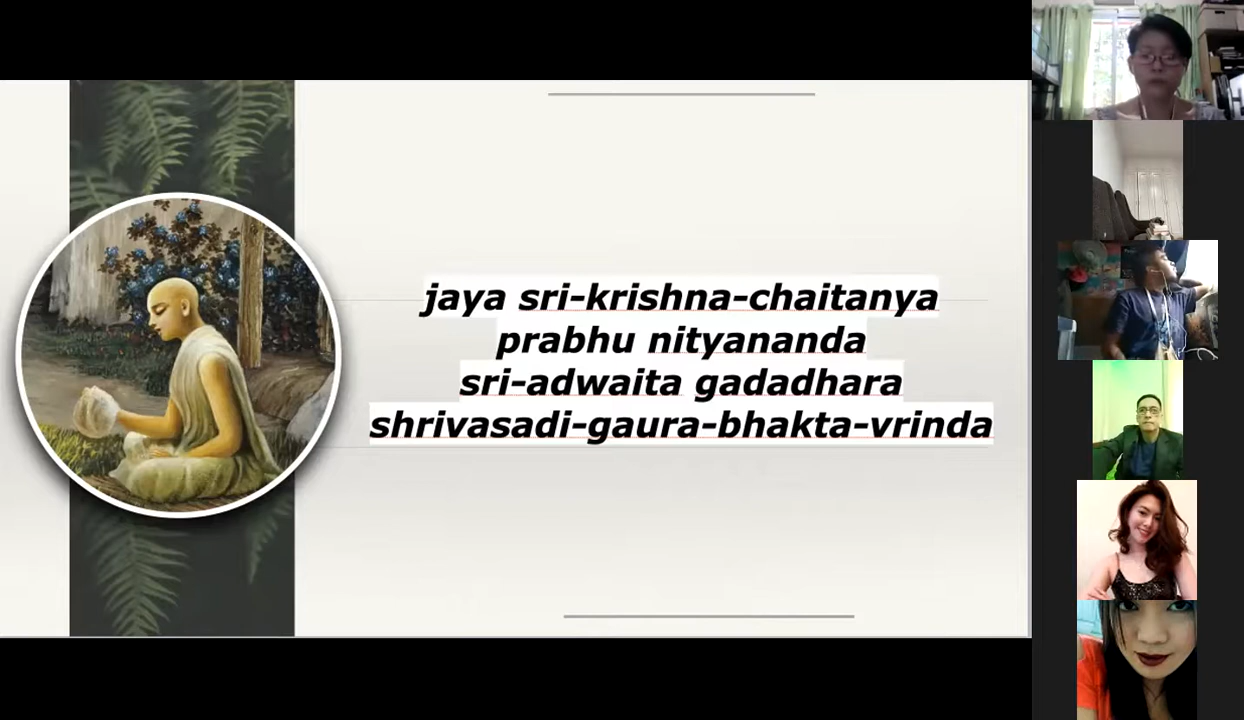 jaya sri-krishna-chaitanya
prabhu nityananda
sri-adwaita gadadhara
shrivasadi-gaura-bhakta-vrinda